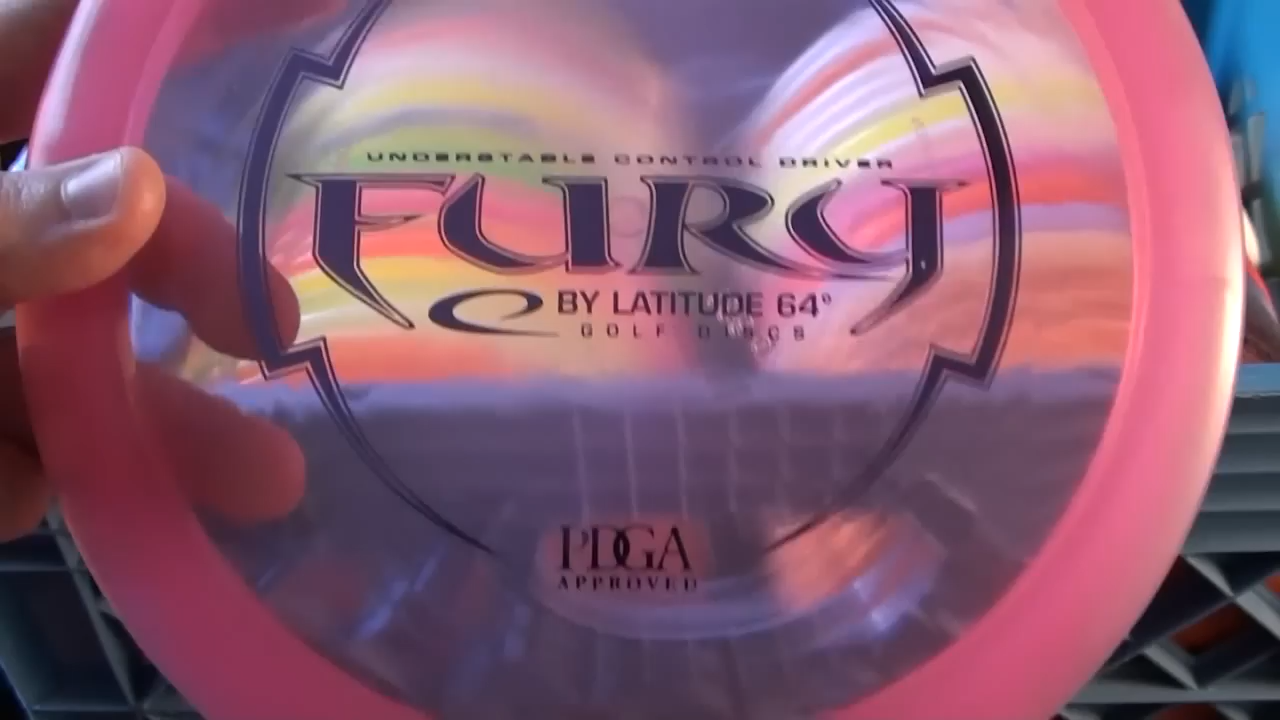 UNDERSTABLE CONTROL DRIVER
FURY
BY LATITUDE 64°
GOLF DISCS
PDGA
APPROVED